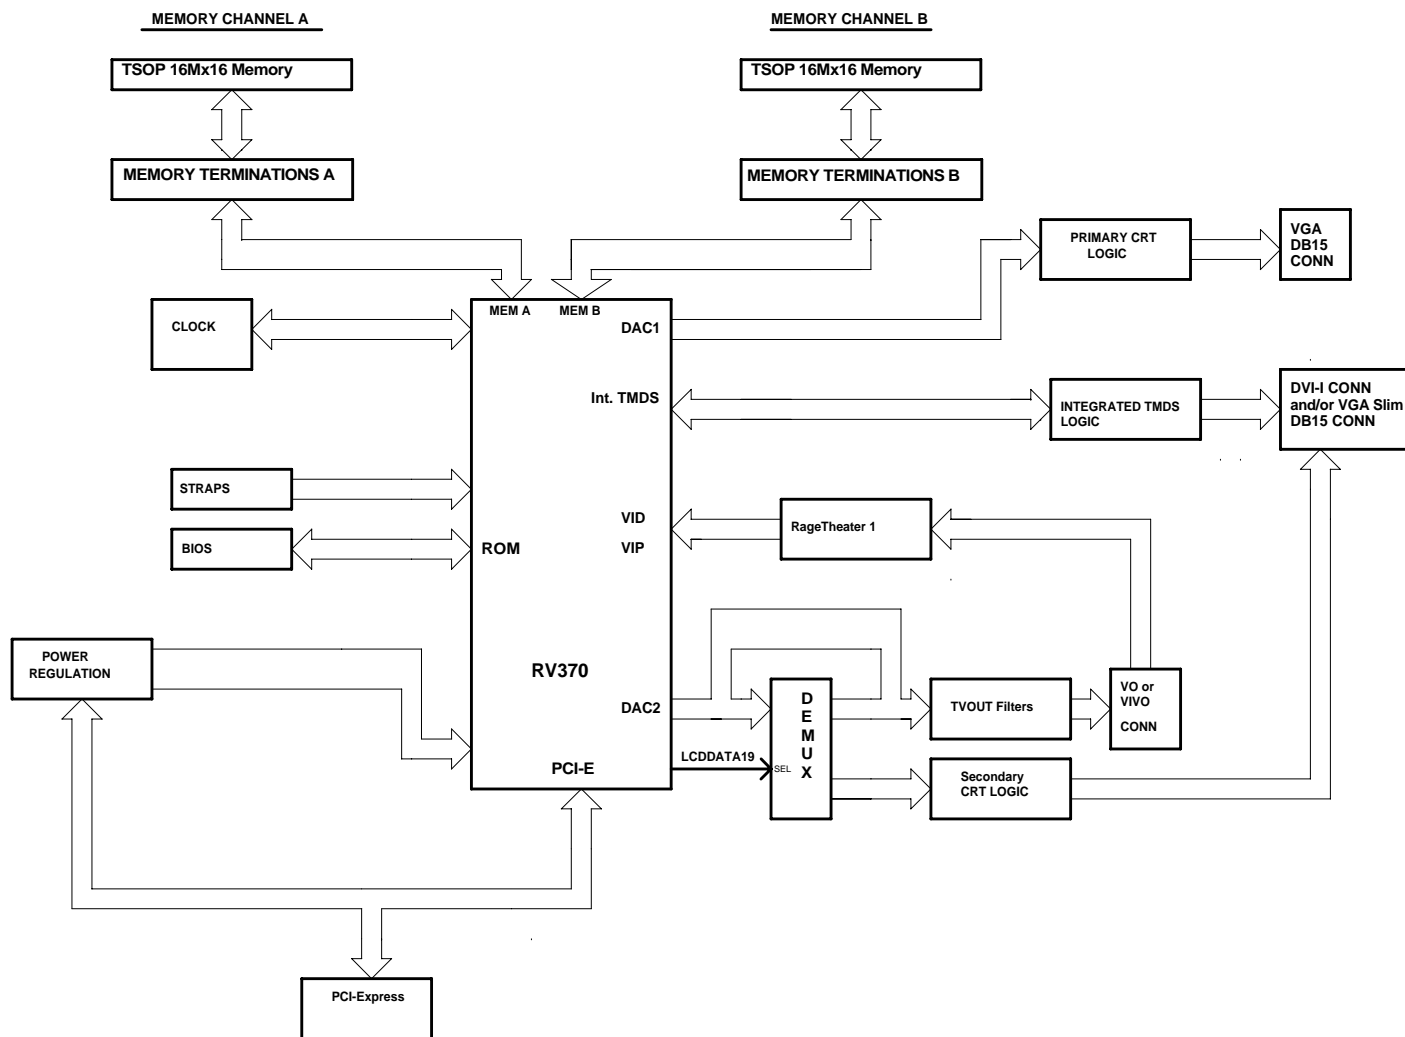 MEMORY CHANNEL A
MEMORY CHANNEL B
TSOP 16Mx16 Memory
TSOP 16Mx16 Memory
MEMORY TERMINATIONS A
MEMORY TERMINATIONS B
PRIMARY CRT
LOGIC
VGA
DB15
CONN
CLOCK
MEM A
MEM B
DAC1
Int. TMDS
INTEGRATED TMDS
LOGIC
DVI-I CONN
and/or VGA Slim
DB15 CONN
STRAPS
BIOS
ROM
VID
VIP
RageTheater 1
POWER
REGULATION
RV370
DAC2
LCDDATA19
SEL
D
E
M
U
X
TVOUT Filters
VO or
VIVO
CONN
PCI-E
Secondary
CRT LOGIC
PCI-Express